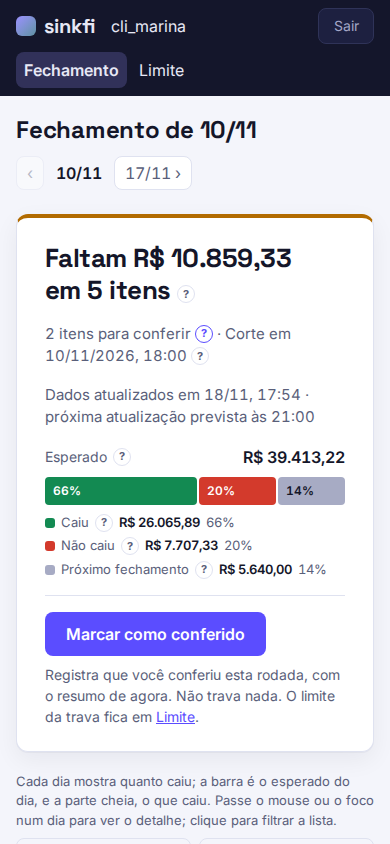 sinkfi cli_marina Sair
Fechamento Limite
Fechamento de 10/11
‹ 10/11 17/11 ›
Faltam R$ 10.859,33
em 5 itens ?
2 itens para conferir ? · Corte em
10/11/2026, 18:00 ?
Dados atualizados em 18/11, 17:54 ·
próxima atualização prevista às 21:00
Esperado ? R$ 39.413,22
66% 20% 14%
Caiu ? R$ 26.065,89 66%
Não caiu ? R$ 7.707,33 20%
Próximo fechamento ? R$ 5.640,00 14%
Marcar como conferido
Registra que você conferiu esta rodada, com
o resumo de agora. Não trava nada. O limite
da trava fica em Limite.
Cada dia mostra quanto caiu; a barra é o esperado do
dia, e a parte cheia, o que caiu. Passe o mouse ou o foco
num dia para ver o detalhe; clique para filtrar a lista.